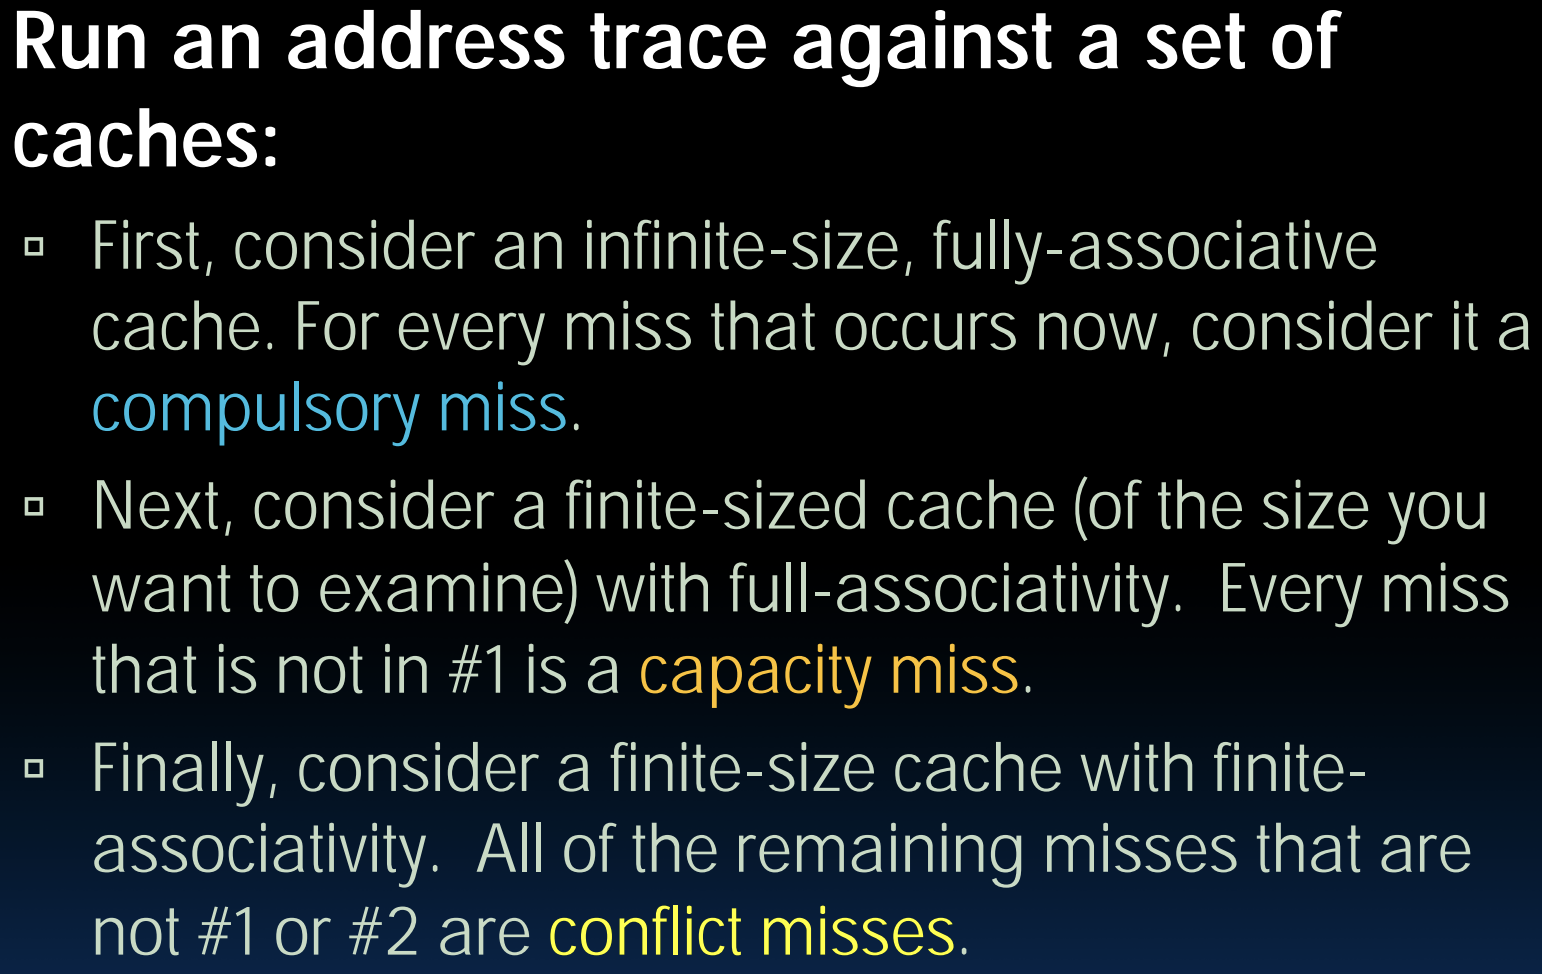 Run an address trace against a set of
caches:
▫ First, consider an infinite-size, fully-associative
cache. For every miss that occurs now, consider it a
compulsory miss.
▫ Next, consider a finite-sized cache (of the size you
want to examine) with full-associativity.  Every miss
that is not in #1 is a capacity miss.
▫ Finally, consider a finite-size cache with finite-
associativity.  All of the remaining misses that are
not #1 or #2 are conflict misses.